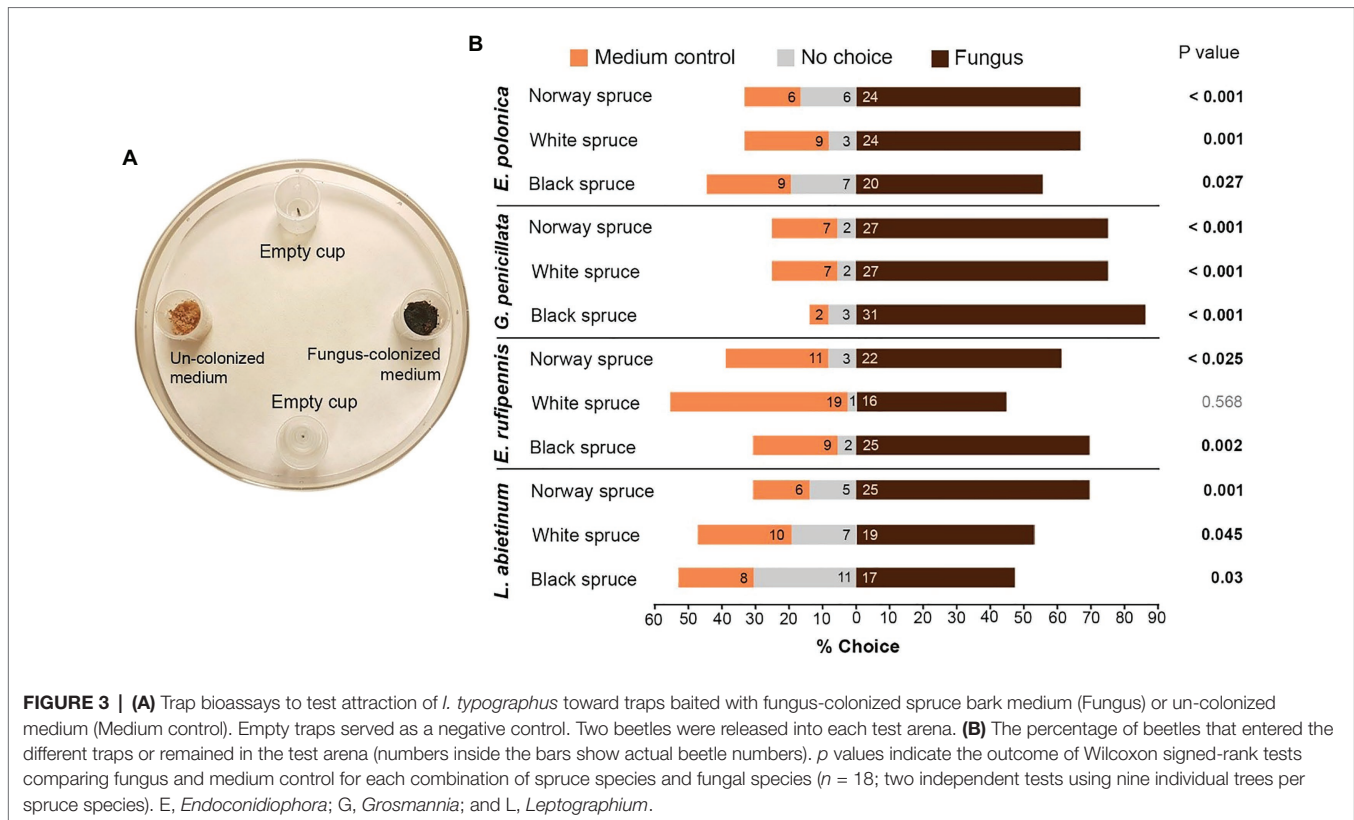 A
Empty cup
Un-colonized
medium
Fungus-colonized
medium
Empty cup
B
Medium control No choice Fungus P value
E. polonica
Norway spruce 6 6 24 < 0.001
White spruce 9 3 24 0.001
Black spruce 9 7 20 0.027
G. penicillata
Norway spruce 7 2 27 < 0.001
White spruce 7 2 27 < 0.001
Black spruce 2 3 31 < 0.001
E. rufipennis
Norway spruce 11 3 22 < 0.025
White spruce 19 1 16 0.568
Black spruce 9 2 25 0.002
L. abietinum
Norway spruce 6 5 25 0.001
White spruce 10 7 19 0.045
Black spruce 8 11 17 0.03
60 50 40 30 20 10 0 10 20 30 40 50 60 70 80 90
% Choice
FIGURE 3 | (A) Trap bioassays to test attraction of I. typographus toward traps baited with fungus-colonized spruce bark medium (Fungus) or un-colonized
medium (Medium control). Empty traps served as a negative control. Two beetles were released into each test arena. (B) The percentage of beetles that entered the
different traps or remained in the test arena (numbers inside the bars show actual beetle numbers). p values indicate the outcome of Wilcoxon signed-rank tests
comparing fungus and medium control for each combination of spruce species and fungal species (n = 18; two independent tests using nine individual trees per
spruce species). E, Endoconidiophora; G, Grosmannia; and L, Leptographium.